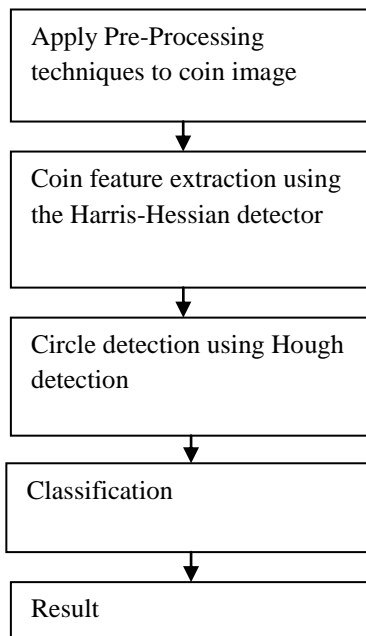 Apply Pre-Processing
techniques to coin image
Coin feature extraction using
the Harris-Hessian detector
Circle detection using Hough
detection
Classification
Result